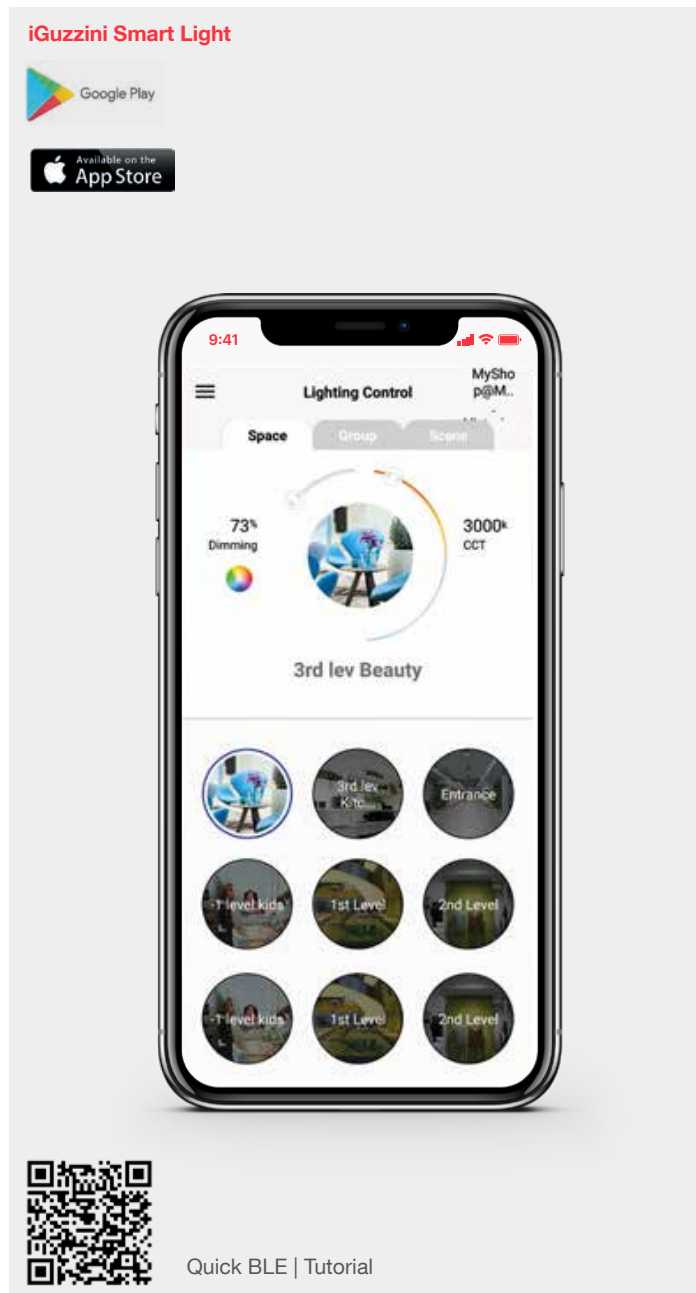 iGuzzini Smart Light
Google Play
Available on the
App Store
9:41
MySho
p@M..
Lighting Control
Space
Group
Scene
73%
Dimming
3000k
CCT
3rd lev Beauty
3rd lev
Kitc...
Entrance
-1 level kids
1st Level
2nd Level
-1 level kids
1st Level
2nd Level
Quick BLE | Tutorial